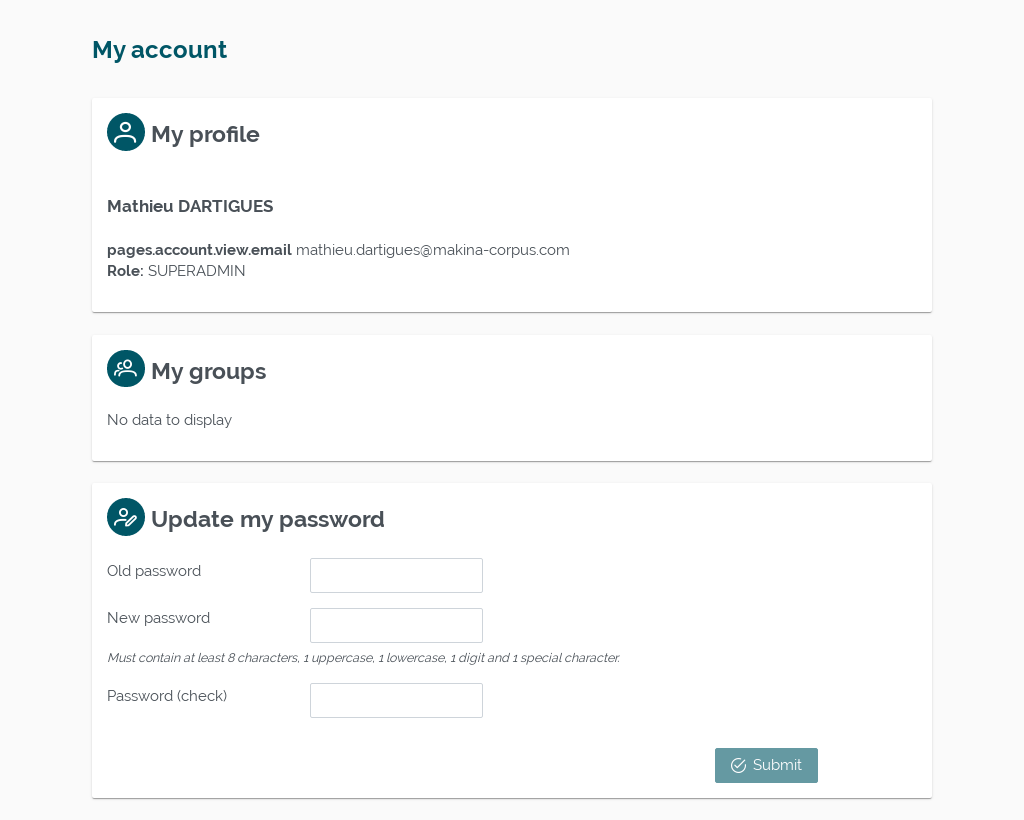 My account
My profile
Mathieu DARTIGUES
pages.account.view.email mathieu.dartigues@makina-corpus.com
Role: SUPERADMIN
My groups
No data to display
Update my password
Old password
New password
Must contain at least 8 characters, 1 uppercase, 1 lowercase, 1 digit and 1 special character.
Password (check)
Submit